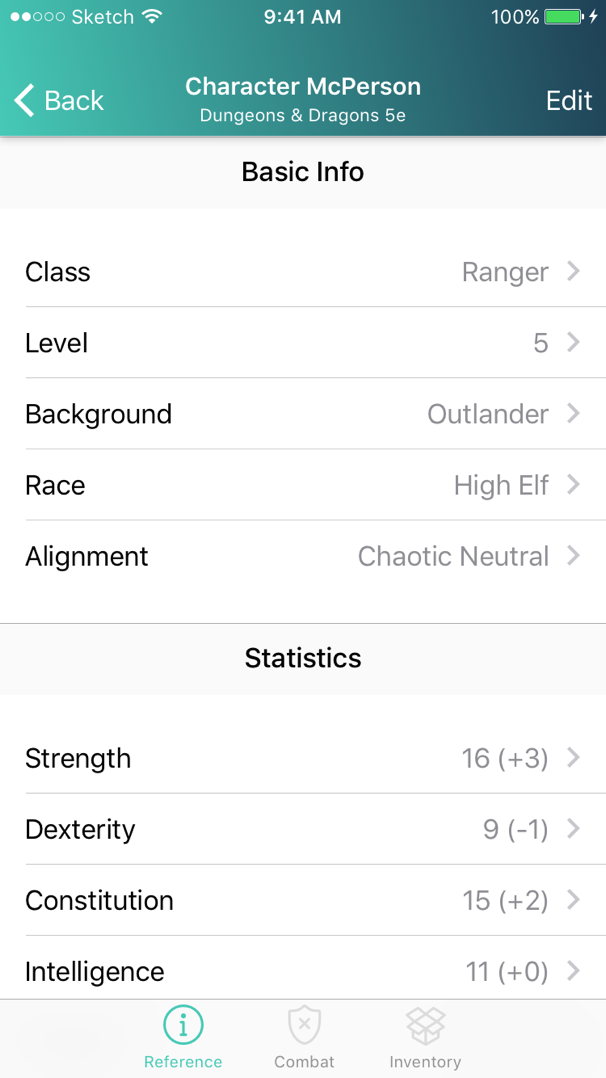 Sketch 9:41 AM 100%
Back Character McPerson Edit
Dungeons & Dragons 5e
Basic Info
Class Ranger
Level 5
Background Outlander
Race High Elf
Alignment Chaotic Neutral
Statistics
Strength 16 (+3)
Dexterity 9 (-1)
Constitution 15 (+2)
Intelligence 11 (+0)
Reference Combat Inventory